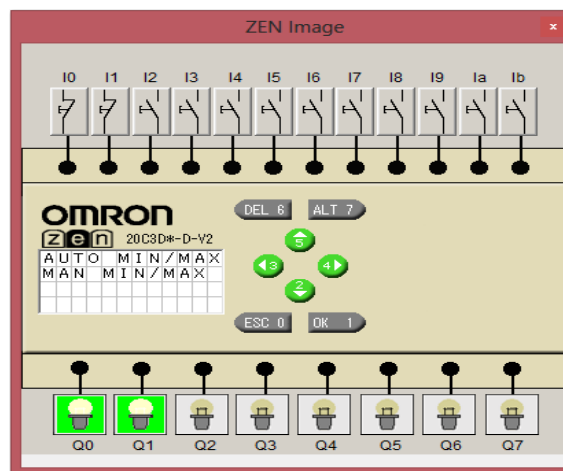 ZEN Image
x
I0 I1 I2 I3 I4 I5 I6 I7 I8 I9 Ia Ib
OMRON
zen 20C3D*-D-V2
AUTO MIN/MAX
MAN MIN/MAX
DEL 6 ALT 7
5
3 4
2
ESC 0 OK 1
Q0 Q1 Q2 Q3 Q4 Q5 Q6 Q7